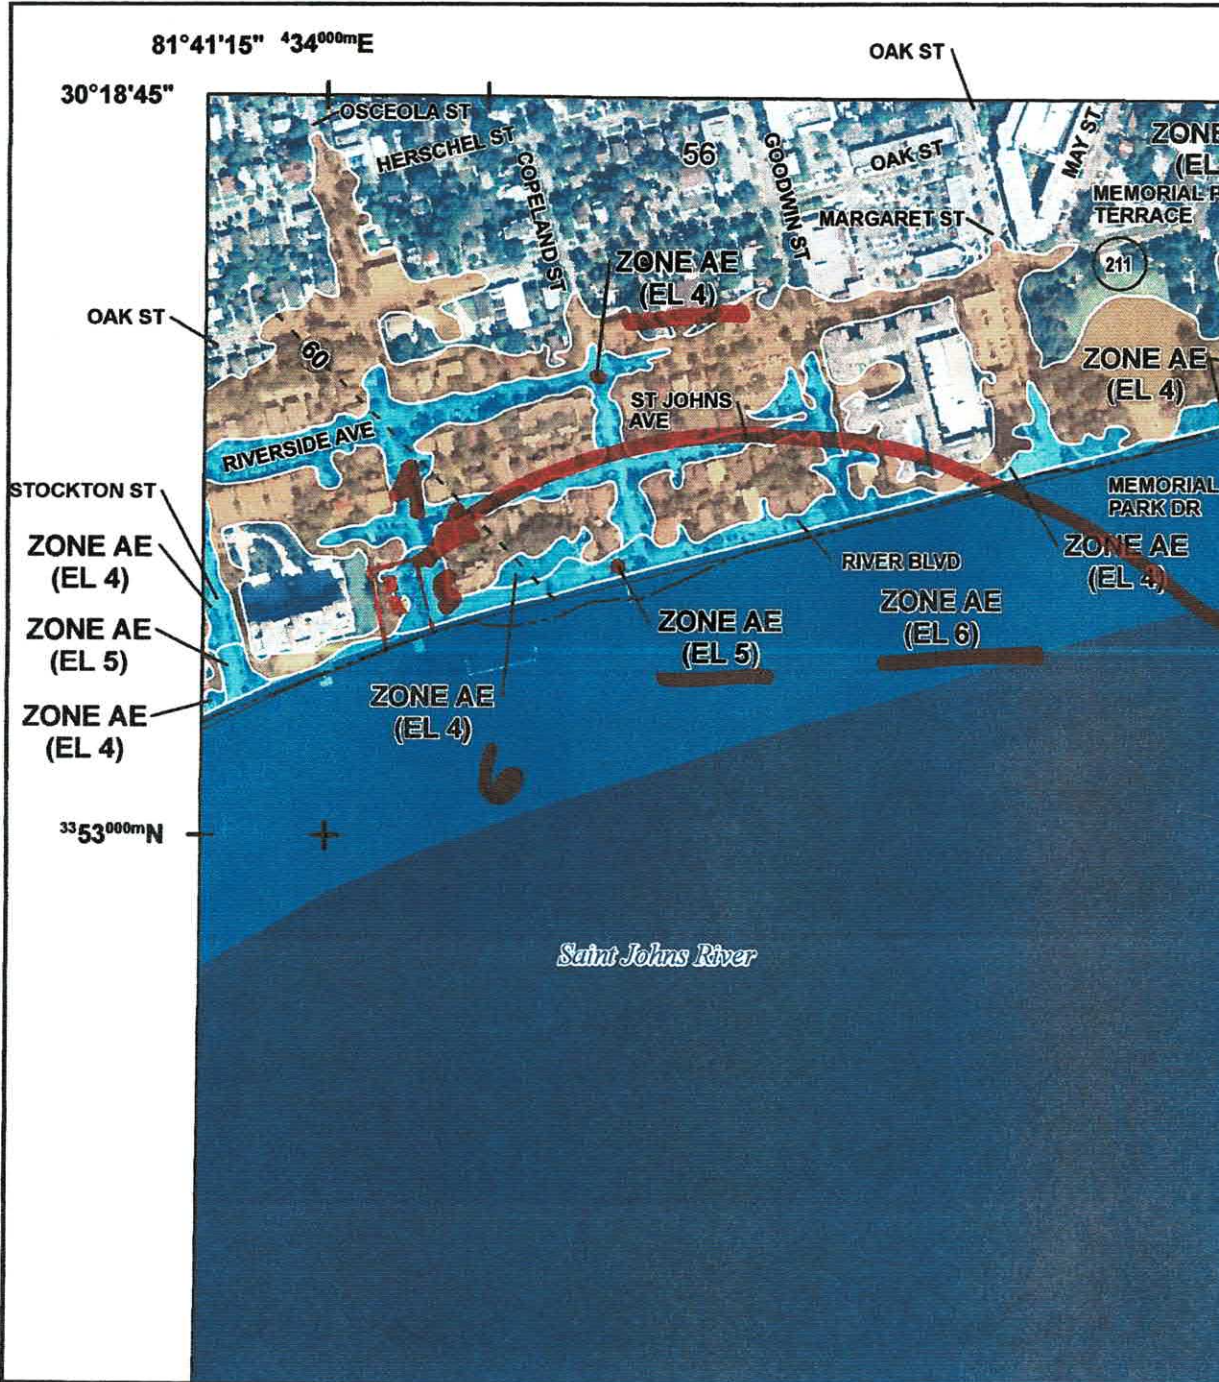 81°41'15" ⁴34⁰⁰⁰ᵐE
30°18'45"
OAK ST
OSCEOLA ST
HERSCHEL ST
COPELAND ST
56
GOODWIN ST
OAK ST
MAY ST
ZONE
(EL
MEMORIAL P
TERRACE
MARGARET ST
211
ZONE AE
(EL 4)
OAK ST
60
ZONE AE
(EL 4)
ST JOHNS
AVE
RIVERSIDE AVE
1
STOCKTON ST
MEMORIAL
PARK DR
ZONE AE
(EL 4)
RIVER BLVD
ZONE AE
(EL 4)
ZONE AE
(EL 6)
ZONE AE
(EL 5)
ZONE AE
(EL 5)
ZONE AE
(EL 4)
ZONE AE
(EL 4)
6
³³53⁰⁰⁰ᵐN
Saint Johns River